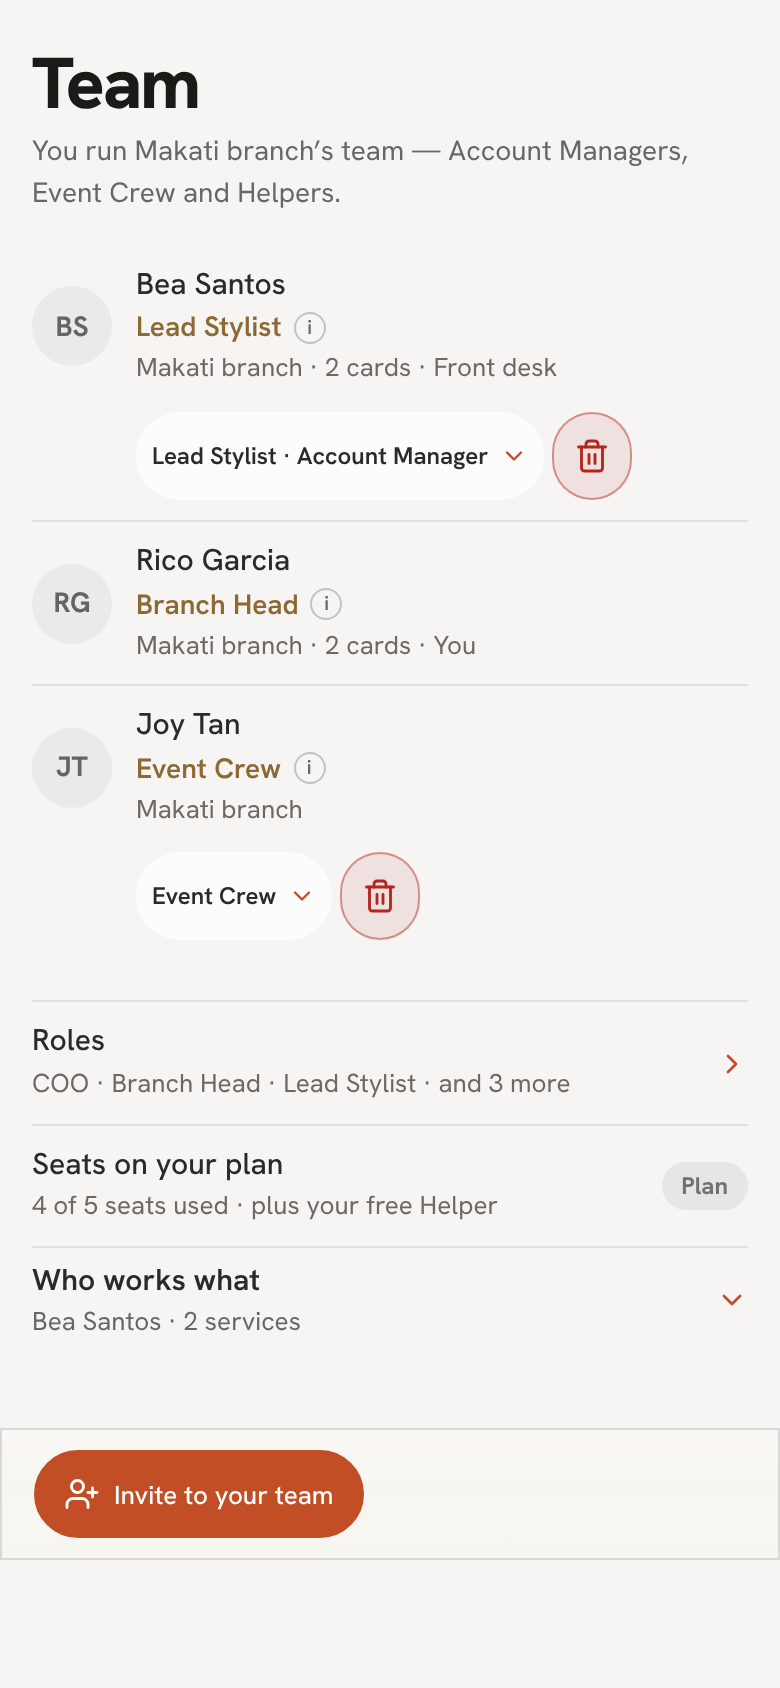 Team
You run Makati branch’s team — Account Managers,
Event Crew and Helpers.
BS
Bea Santos
Lead Stylist i
Makati branch · 2 cards · Front desk
Lead Stylist · Account Manager
RG
Rico Garcia
Branch Head i
Makati branch · 2 cards · You
JT
Joy Tan
Event Crew i
Makati branch
Event Crew
Roles
COO · Branch Head · Lead Stylist · and 3 more
Seats on your plan
4 of 5 seats used · plus your free Helper
Plan
Who works what
Bea Santos · 2 services
Invite to your team